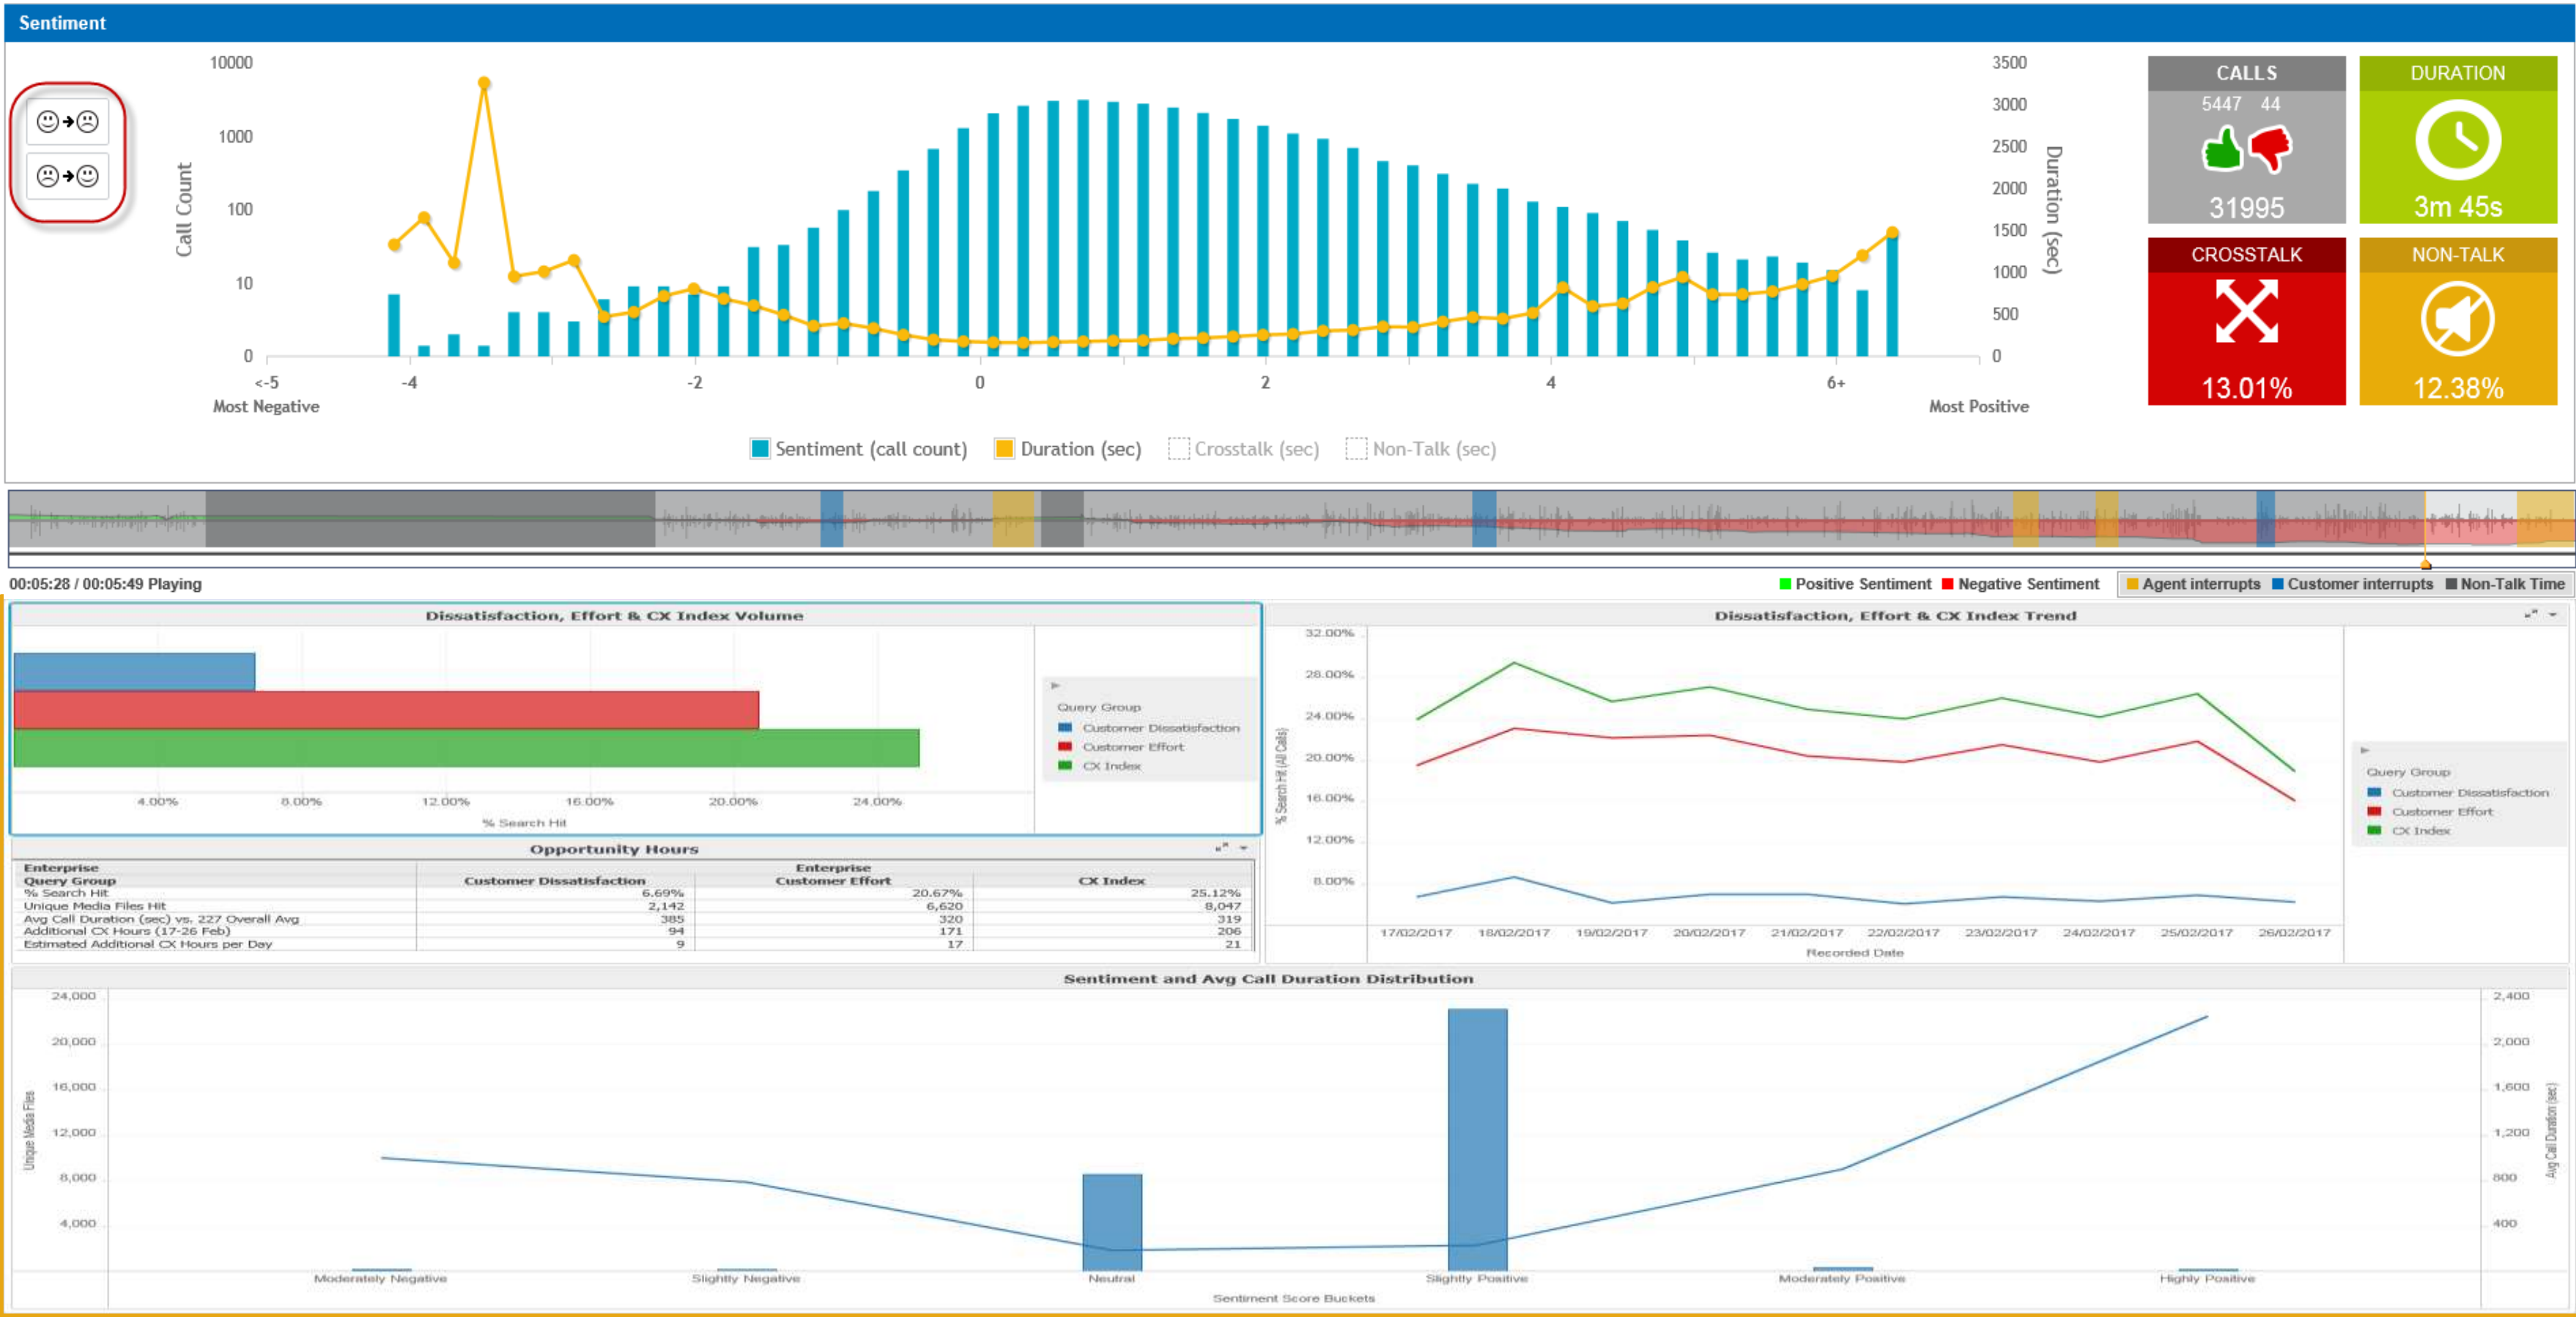 Sentiment
10000
1000
100
10
0
Call Count
3500
3000
2500
2000
1500
1000
500
0
Duration (sec)
<-5
-4
-2
0
2
4
6+
Most Negative
Most Positive
Sentiment (call count)
Duration (sec)
Crosstalk (sec)
Non-Talk (sec)
CALLS
5447 44
31995
DURATION
3m 45s
CROSSTALK
13.01%
NON-TALK
12.38%
00:05:28 / 00:05:49 Playing
Positive Sentiment
Negative Sentiment
Agent interrupts
Customer interrupts
Non-Talk Time
Dissatisfaction, Effort & CX Index Volume
4.00%
8.00%
12.00%
16.00%
20.00%
24.00%
% Search Hit
Query Group
Customer Dissatisfaction
Customer Effort
CX Index
Opportunity Hours
Enterprise Enterprise
Query Group Customer Dissatisfaction Customer Effort CX Index
% Search Hit 6.69% 20.67% 25.12%
Unique Media Files Hit 2,142 6,620 8,047
Avg Call Duration (sec) vs. 227 Overall Avg 385 320 319
Additional CX Hours (17-26 Feb) 94 171 206
Estimated Additional CX Hours per Day 9 17 21
Dissatisfaction, Effort & CX Index Trend
32.00%
28.00%
24.00%
20.00%
16.00%
12.00%
8.00%
% Search Hit (All Calls)
17/02/2017
18/02/2017
19/02/2017
20/02/2017
21/02/2017
22/02/2017
23/02/2017
24/02/2017
25/02/2017
26/02/2017
Recorded Date
Query Group
Customer Dissatisfaction
Customer Effort
CX Index
Sentiment and Avg Call Duration Distribution
24,000
20,000
16,000
12,000
8,000
4,000
Unique Media Files
2,400
2,000
1,600
1,200
800
400
Avg Call Duration (sec)
Moderately Negative
Slightly Negative
Neutral
Slightly Positive
Moderately Positive
Highly Positive
Sentiment Score Buckets